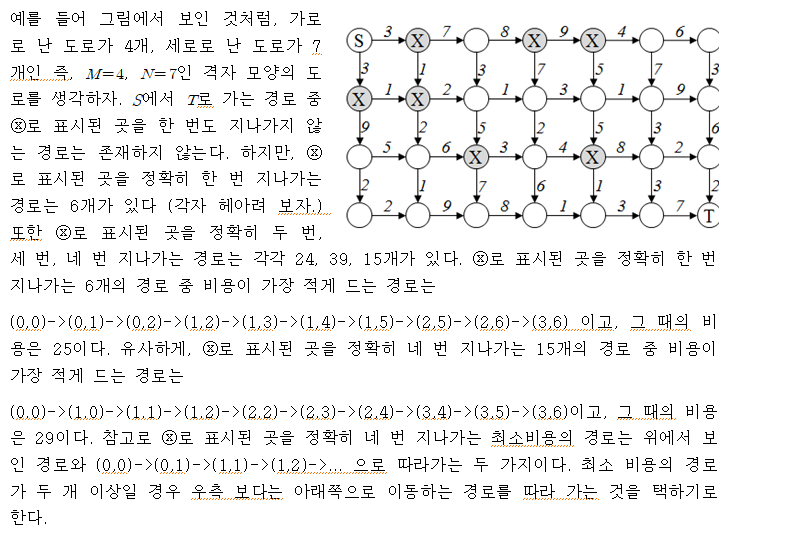 예를 들어 그림에서 보인 것처럼, 가로
로 난 도로가 4개, 세로로 난 도로가 7
개인 즉, M=4, N=7인 격자 모양의 도
로를 생각하자. S에서 T로 가는 경로 중
ⓧ로 표시된 곳을 한 번도 지나가지 않
는 경로는 존재하지 않는다. 하지만, ⓧ
로 표시된 곳을 정확히 한 번 지나가는
경로는 6개가 있다 (각자 헤아려 보자.)
또한 ⓧ로 표시된 곳을 정확히 두 번,
세 번, 네 번 지나가는 경로는 각각 24, 39, 15개가 있다. ⓧ로 표시된 곳을 정확히 한 번
지나가는 6개의 경로 중 비용이 가장 적게 드는 경로는
(0,0)->(0,1)->(0,2)->(1,2)->(1,3)->(1,4)->(1,5)->(2,5)->(2,6)->(3,6) 이고, 그 때의 비
용은 25이다. 유사하게, ⓧ로 표시된 곳을 정확히 네 번 지나가는 15개의 경로 중 비용이
가장 적게 드는 경로는
(0,0)->(1,0)->(1,1)->(1,2)->(2,2)->(2,3)->(2,4)->(3,4)->(3,5)->(3,6)이고, 그 때의 비용
은 29이다. 참고로 ⓧ로 표시된 곳을 정확히 네 번 지나가는 최소비용의 경로는 위에서 보
인 경로와 (0,0)->(0,1)->(1,1)->(1,2)->... 으로 따라가는 두 가지이다. 최소 비용의 경로
가 두 개 이상일 경우 우측 보다는 아래쪽으로 이동하는 경로를 따라 가는 것을 택하기로
한다.
S 3 X 7 8 X 9 X 4 6
3 1 3 7 5 7 3
X 1 X 2 1 3 1 9
9 2 5 2 5 3 6
5 6 X 3 4 X 8 2
2 1 7 6 1 3 2
2 9 8 1 3 7 T